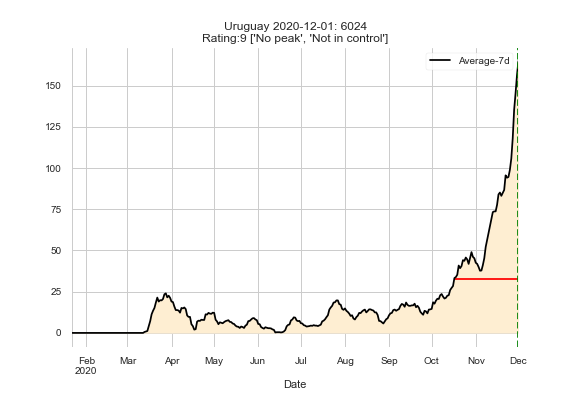 Uruguay 2020-12-01: 6024
Rating:9 ['No peak', 'Not in control']
Average-7d
150
125
100
75
50
25
0
Feb Mar Apr May Jun Jul Aug Sep Oct Nov Dec
2020
Date